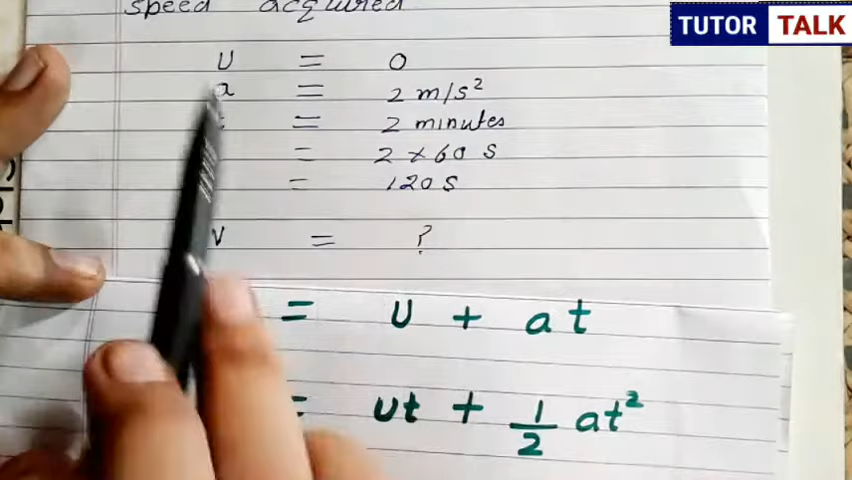 speed acquired
TUTOR TALK
U = 0
a = 2 m/s²
= 2 minutes
= 2 × 60 s
= 120 s
V = ?
= U + at
= ut + 1/2 at²